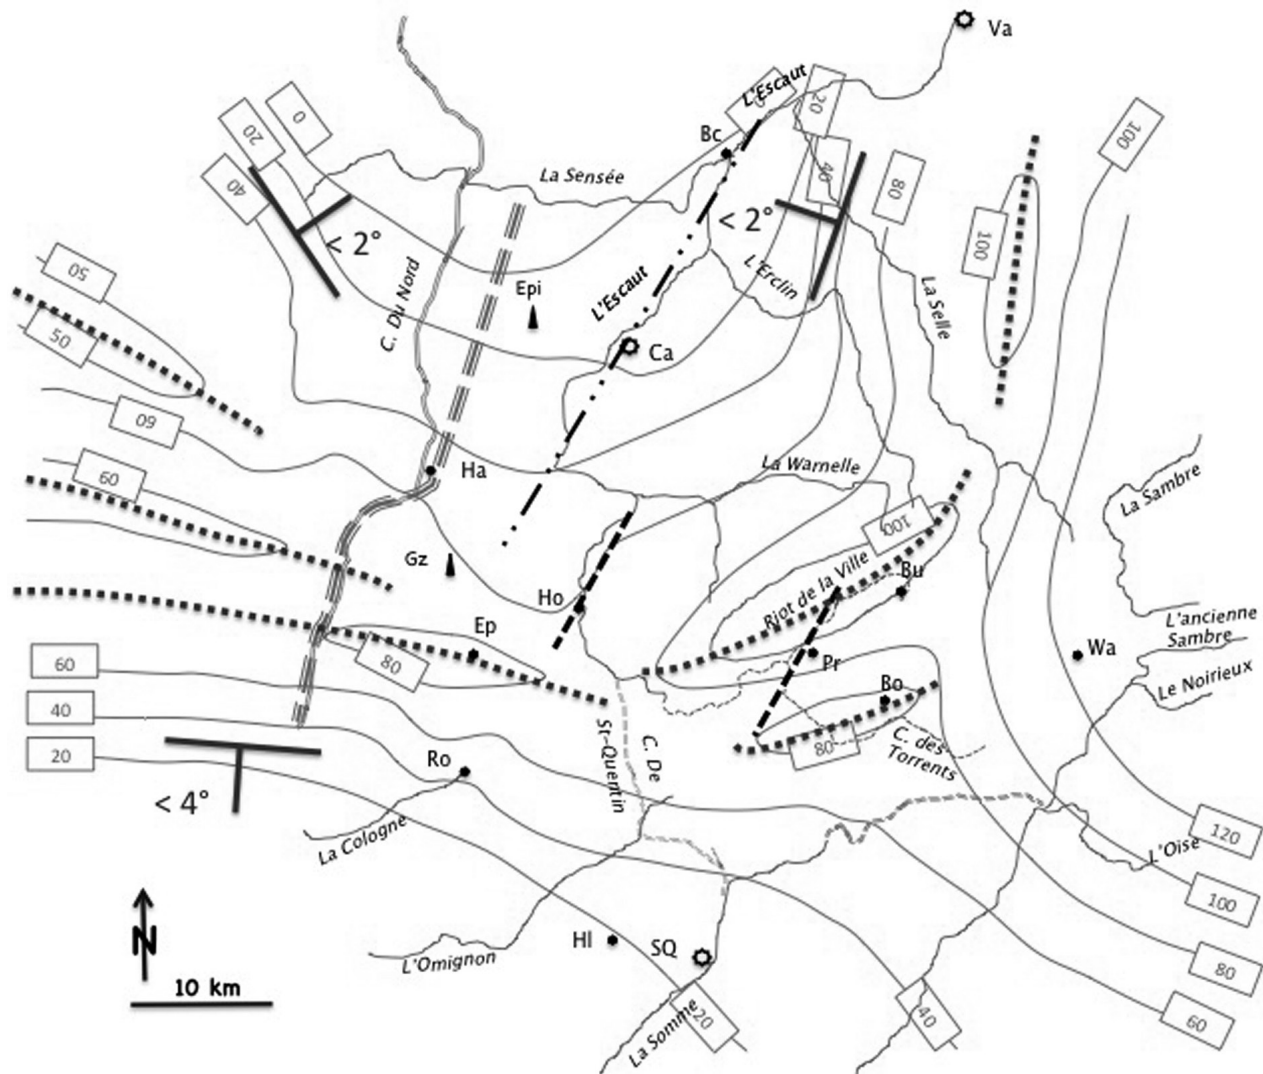 Va
L'Escaut
20
100
0
20
40
Bc
40
80
La Sensée
< 2°
< 2°
100
50
C. Du Nord
Epi
L'Escaut
L'Erclin
La Selle
50
Ca
60
Ha
La Warnelle
La Sambre
60
100
Gz
Riot de la Ville
Bu
Ho
L'ancienne
Sambre
Ep
80
Pr
Wa
60
Le Noirieux
Bo
40
20
C. De
St-Quentin
80
C. des
Torrents
Ro
< 4°
120
La Cologne
L'Oise
100
N
Hl
SQ
L'Omignon
80
10 km
20
40
60
La Somme